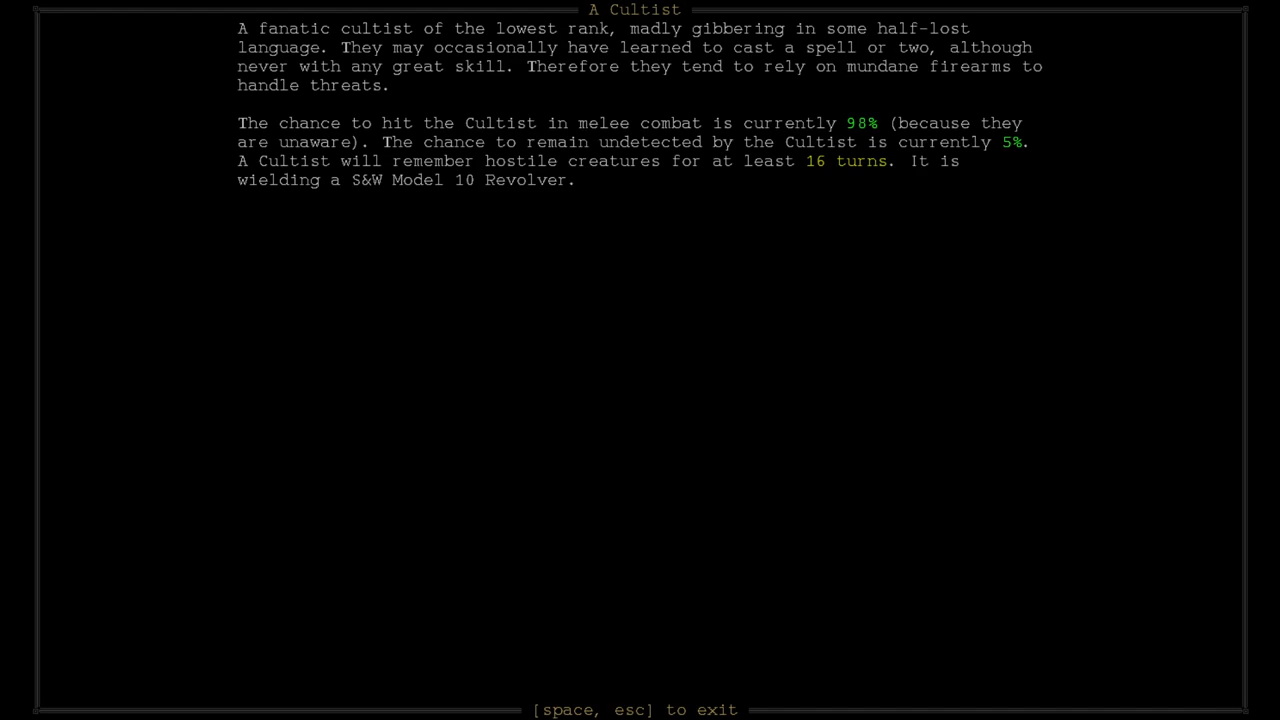 A Cultist
A fanatic cultist of the lowest rank, madly gibbering in some half-lost
language. They may occasionally have learned to cast a spell or two, although
never with any great skill. Therefore they tend to rely on mundane firearms to
handle threats.
The chance to hit the Cultist in melee combat is currently 98% (because they
are unaware). The chance to remain undetected by the Cultist is currently 5%.
A Cultist will remember hostile creatures for at least 16 turns. It is
wielding a S&W Model 10 Revolver.
[space, esc] to exit